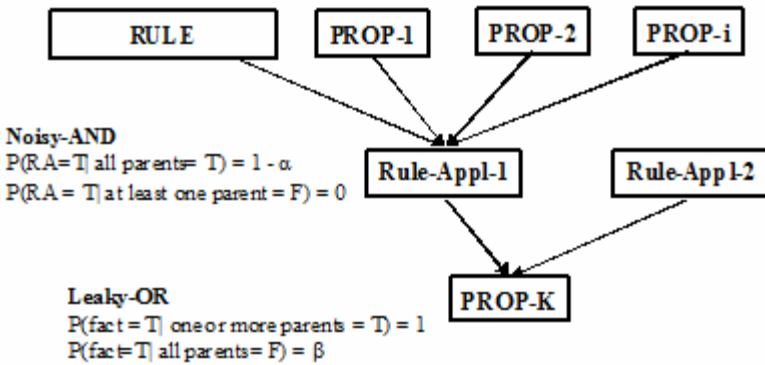 RULE PROP-1 PROP-2 PROP-i
Noisy-AND
P(RA=T| all parents= T) = 1 - α
P(RA = T| at least one parent = F) = 0
Rule-Appl-1 Rule-Appl-2
Leaky-OR
P(fact = T| one or more parents = T) = 1
P(fact=T| all parents= F) = β
PROP-K